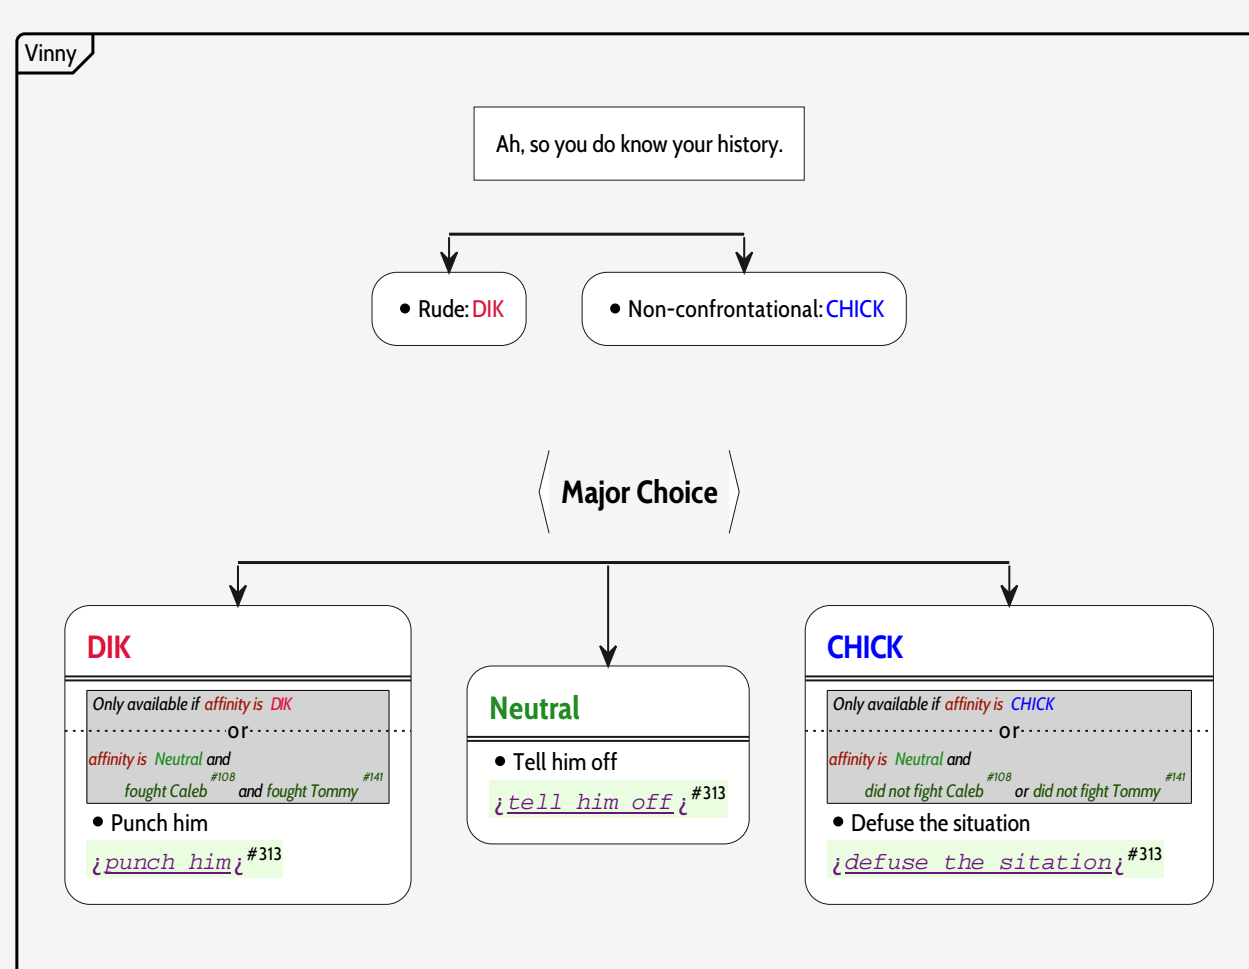 Vinny
Ah, so you do know your history.
• Rude: DIK
• Non-confrontational: CHICK
Major Choice
DIK
Only available if affinity is DIK
or
affinity is Neutral and
fought Caleb #108 and fought Tommy #141
• Punch him
¿punch him¿ #313
Neutral
• Tell him off
¿tell him off¿ #313
CHICK
Only available if affinity is CHICK
or
affinity is Neutral and
did not fight Caleb #108 or did not fight Tommy #141
• Defuse the situation
¿defuse the sitation¿ #313